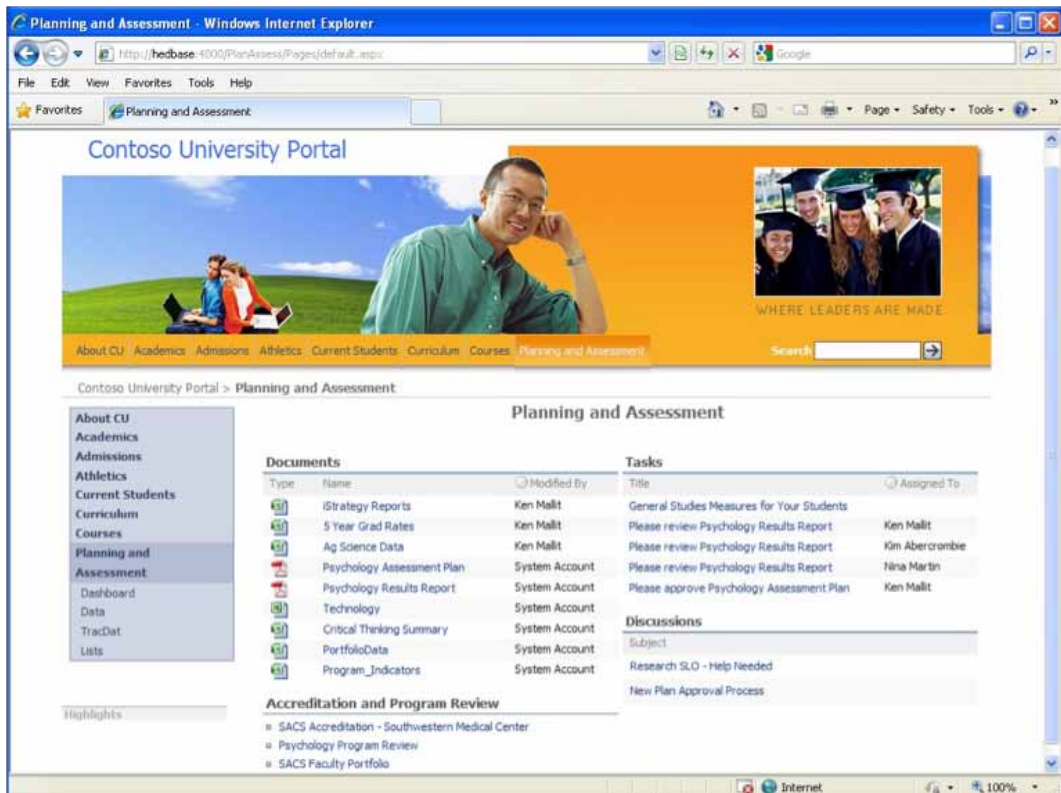 Planning and Assessment - Windows Internet Explorer
http://hedbase:4000/PlanAssess/Pages/default.aspx
Google
File Edit View Favorites Tools Help
Favorites Planning and Assessment Page Safety Tools »
Contoso University Portal
WHERE LEADERS ARE MADE
About CU Academics Admissions Athletics Current Students Curriculum Courses Planning and Assessment Search
Contoso University Portal > Planning and Assessment
About CU
Academics
Admissions
Athletics
Current Students
Curriculum
Courses
Planning and
Assessment
Dashboard
Data
TracDat
Lists
Highlights
Planning and Assessment
Documents
Type Name Modified By
iStrategy Reports Ken Mallit
5 Year Grad Rates Ken Mallit
Ag Science Data Ken Mallit
Psychology Assessment Plan System Account
Psychology Results Report System Account
Technology System Account
Critical Thinking Summary System Account
PortfolioData System Account
Program_Indicators System Account
Accreditation and Program Review
SACS Accreditation - Southwestern Medical Center
Psychology Program Review
SACS Faculty Portfolio
Tasks
Title Assigned To
General Studies Measures for Your Students
Please review Psychology Results Report Ken Mallit
Please review Psychology Results Report Kim Abercrombie
Please review Psychology Results Report Nina Martin
Please approve Psychology Assessment Plan Ken Mallit
Discussions
Subject
Research SLO - Help Needed
New Plan Approval Process
Internet 100%